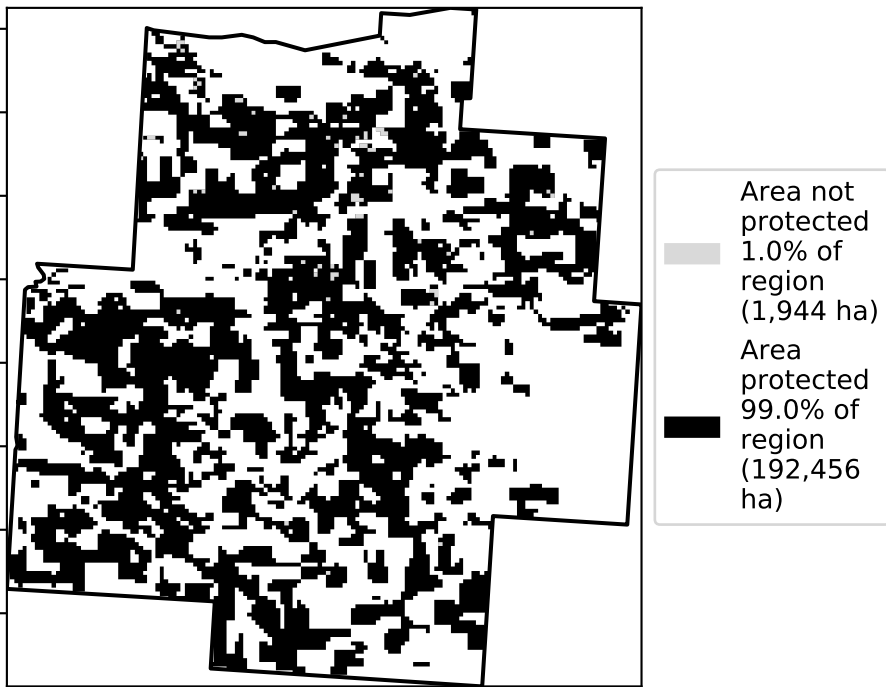 Area not
protected
1.0% of
region
(1,944 ha)
Area
protected
99.0% of
region
(192,456
ha)